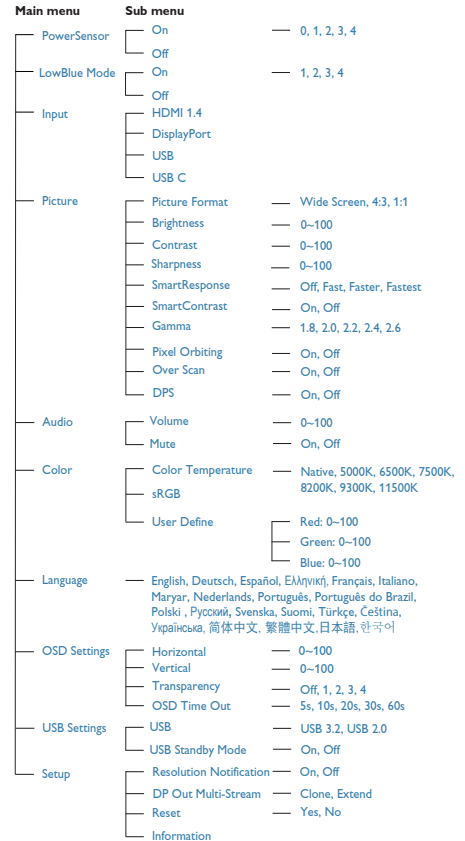 Main menu Sub menu
PowerSensor On 0, 1, 2, 3, 4
Off
LowBlue Mode On 1, 2, 3, 4
Off
Input HDMI 1.4
DisplayPort
USB
USB C
Picture Picture Format Wide Screen, 4:3, 1:1
Brightness 0~100
Contrast 0~100
Sharpness 0~100
SmartResponse Off, Fast, Faster, Fastest
SmartContrast On, Off
Gamma 1.8, 2.0, 2.2, 2.4, 2.6
Pixel Orbiting On, Off
Over Scan On, Off
DPS On, Off
Audio Volume 0~100
Mute On, Off
Color Color Temperature Native, 5000K, 6500K, 7500K,
8200K, 9300K, 11500K
sRGB
User Define Red: 0~100
Green: 0~100
Blue: 0~100
Language English, Deutsch, Español, Ελληνική, Français, Italiano,
Maryar, Nederlands, Português, Português do Brazil,
Polski , Русский, Svenska, Suomi, Türkçe, Čeština,
Українська, 简体中文, 繁體中文,日本語,한국어
OSD Settings Horizontal 0~100
Vertical 0~100
Transparency Off, 1, 2, 3, 4
OSD Time Out 5s, 10s, 20s, 30s, 60s
USB Settings USB USB 3.2, USB 2.0
USB Standby Mode On, Off
Setup Resolution Notification On, Off
DP Out Multi-Stream Clone, Extend
Reset Yes, No
Information